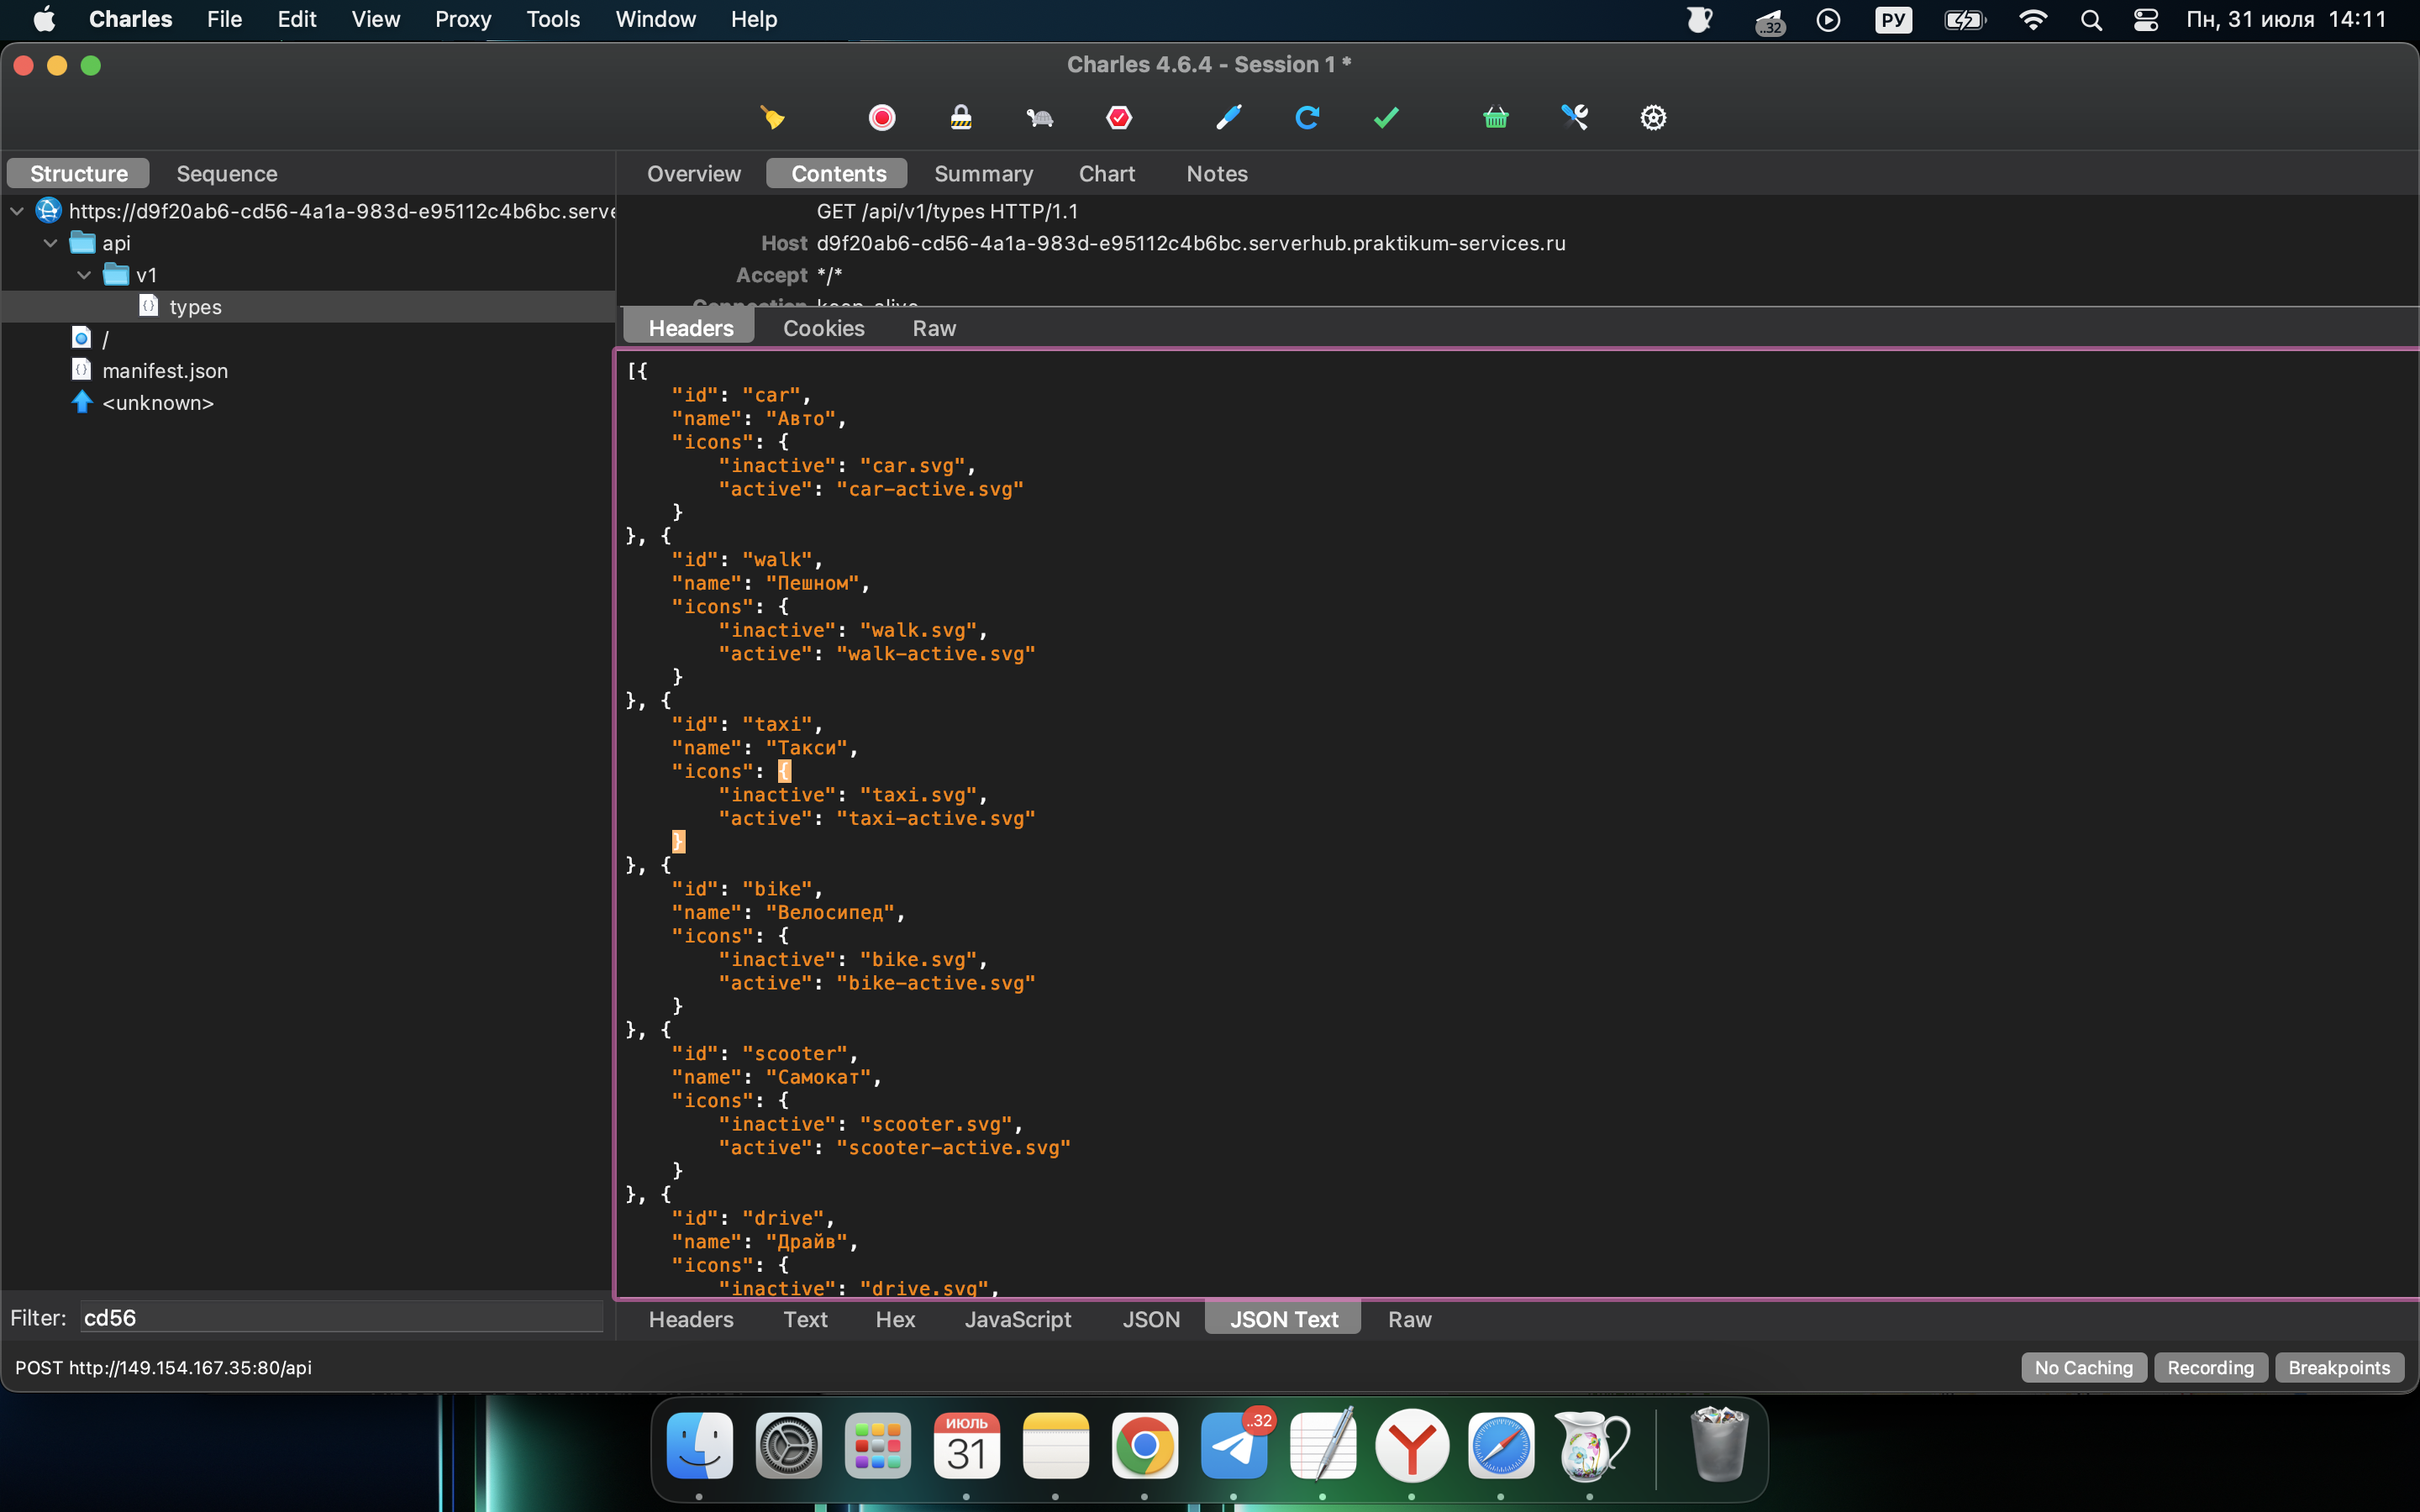 Charles File Edit View Proxy Tools Window Help ..32 РУ Пн, 31 июля 14:11
Charles 4.6.4 - Session 1 *
Structure Sequence Overview Contents Summary Chart Notes
https://d9f20ab6-cd56-4a1a-983d-e95112c4b6bc.serve
api
v1
types
/
manifest.json
<unknown>
GET /api/v1/types HTTP/1.1
Host d9f20ab6-cd56-4a1a-983d-e95112c4b6bc.serverhub.praktikum-services.ru
Accept */*
Connection keep-alive
Headers Cookies Raw
[{
"id": "car",
"name": "Авто",
"icons": {
"inactive": "car.svg",
"active": "car-active.svg"
}
}, {
"id": "walk",
"name": "Пешном",
"icons": {
"inactive": "walk.svg",
"active": "walk-active.svg"
}
}, {
"id": "taxi",
"name": "Такси",
"icons": {
"inactive": "taxi.svg",
"active": "taxi-active.svg"
}
}, {
"id": "bike",
"name": "Велосипед",
"icons": {
"inactive": "bike.svg",
"active": "bike-active.svg"
}
}, {
"id": "scooter",
"name": "Самокат",
"icons": {
"inactive": "scooter.svg",
"active": "scooter-active.svg"
}
}, {
"id": "drive",
"name": "Драйв",
"icons": {
"inactive": "drive.svg",
Filter: cd56
Headers Text Hex JavaScript JSON JSON Text Raw
POST http://149.154.167.35:80/api
No Caching Recording Breakpoints
ИЮЛЬ
31
..32